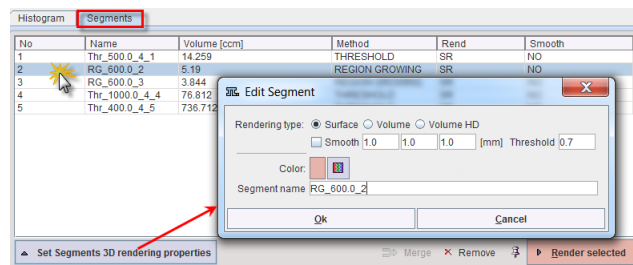 Histogram Segments
No Name Volume [ccm] Method Rend Smooth
1 Thr_500.0_4_1 14.259 THRESHOLD SR NO
2 RG_600.0_2 5.19 REGION GROWING SR NO
3 RG_600.0_3 3.844
4 Thr_1000.0_4_4 76.812
5 Thr_400.0_4_5 736.712
Edit Segment
Rendering type: Surface Volume Volume HD
Smooth 1.0 1.0 1.0 [mm] Threshold 0.7
Color:
Segment name RG_600.0_2
Ok Cancel
Set Segments 3D rendering properties Merge Remove Render selected